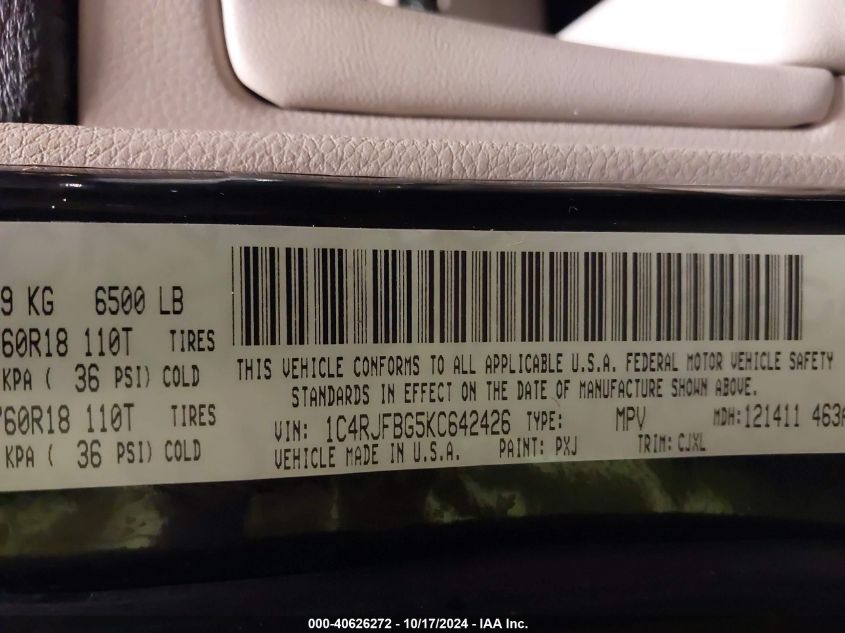 9 KG 6500 LB
60R18 110T TIRES
KPA ( 36 PSI) COLD
60R18 110T TIRES
KPA ( 36 PSI) COLD
THIS VEHICLE CONFORMS TO ALL APPLICABLE U.S.A. FEDERAL MOTOR VEHICLE SAFETY
STANDARDS IN EFFECT ON THE DATE OF MANUFACTURE SHOWN ABOVE.
VIN: 1C4RJFBG5KC642426 TYPE: MPV MDH:121411 463A
VEHICLE MADE IN U.S.A. PAINT: PXJ TRIM: CJXL
000-40626272 - 10/17/2024 - IAA Inc.